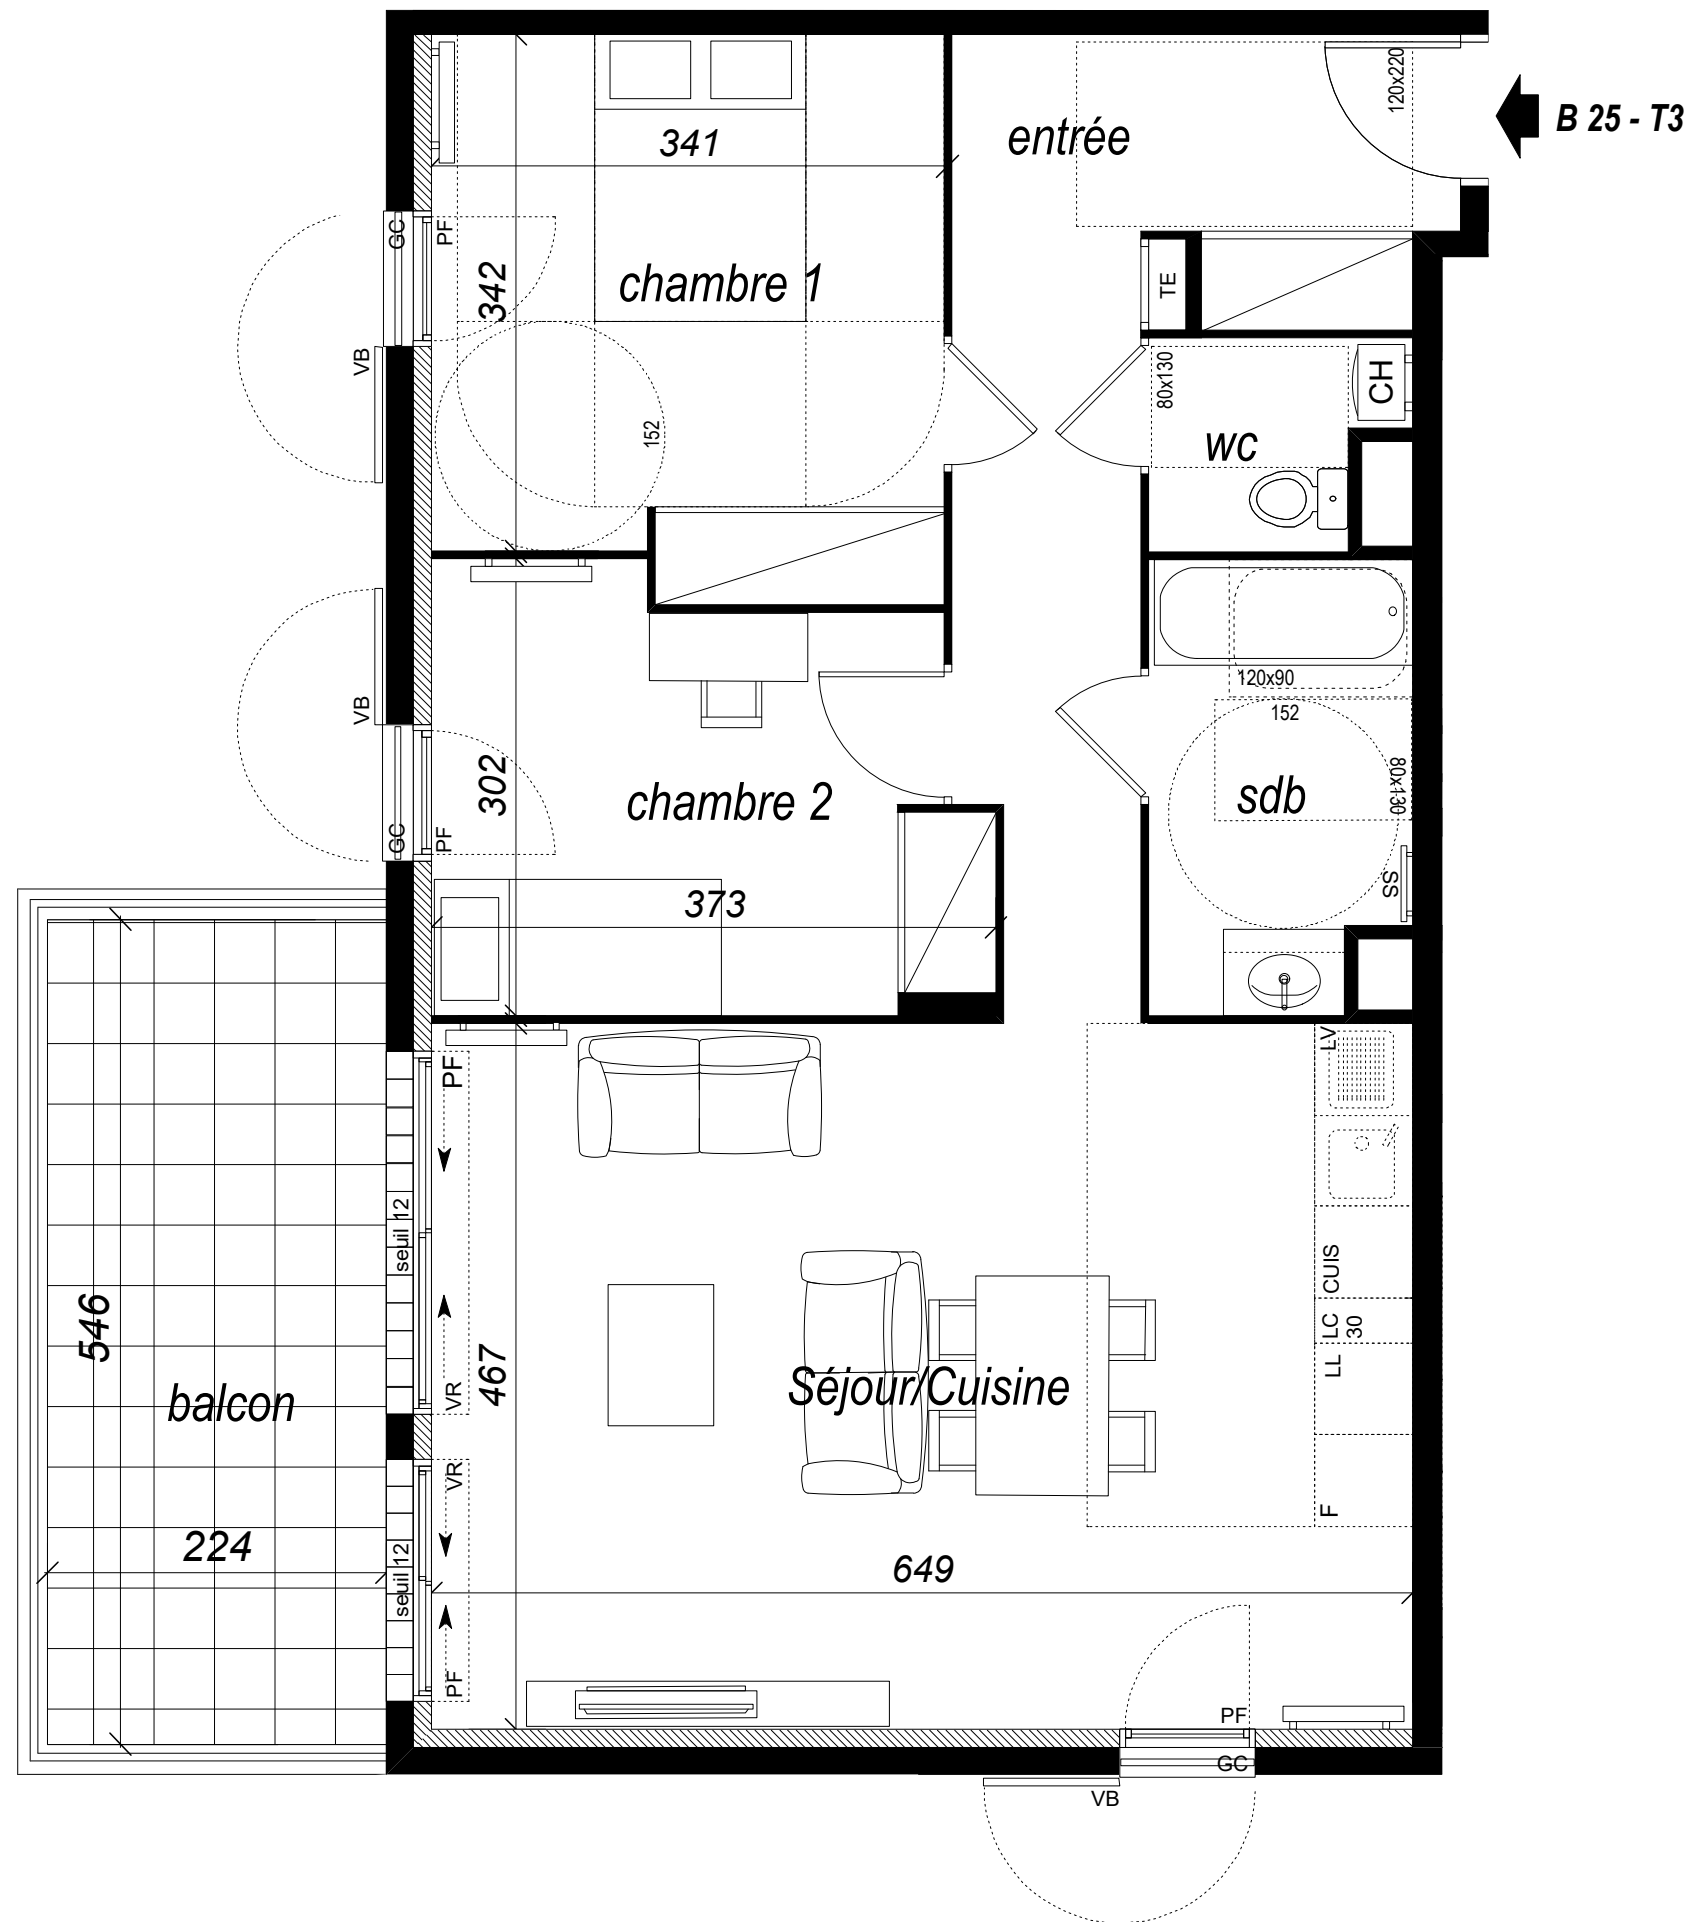 120x220
B 25 - T3
entrée
341
GC
PF
342
chambre 1
TE
VB
80x130
CH
152
wc
120x90
152
VB
302
chambre 2
sdb
80x130
GC
PF
SS
373
LV
PF
seuil 12
CUIS
LC
30
LL
546
467
Séjour/Cuisine
balcon
VR
VR
F
224
seuil 12
649
PF
PF
GC
VB